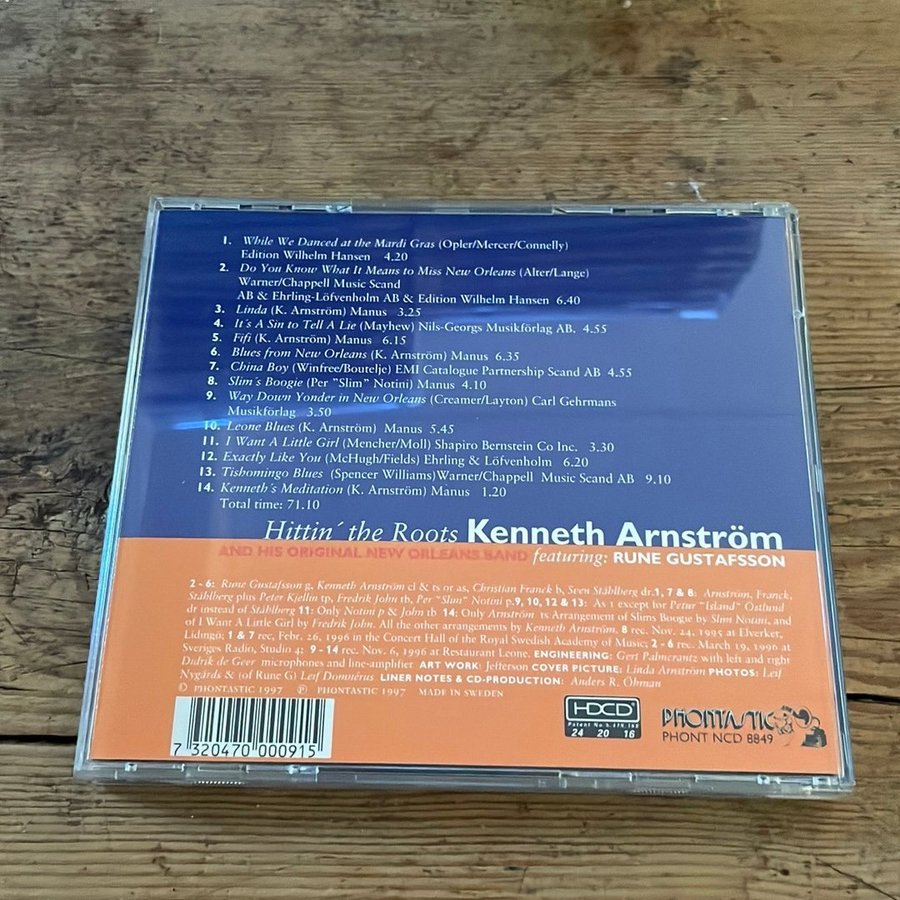 1. While We Danced at the Mardi Gras (Opler/Mercer/Connelly)
Edition Wilhelm Hansen 4.20
2. Do You Know What It Means to Miss New Orleans (Alter/Lange)
Warner/Chappell Music Scand
AB & Ehrling-Löfvenholm AB & Edition Wilhelm Hansen 6.40
3. Linda (K. Arnström) Manus 3.25
4. It´s A Sin to Tell A Lie (Mayhew) Nils-Georgs Musikförlag AB. 4.55
5. Fifi (K. Arnström) Manus 6.15
6. Blues from New Orleans (K. Arnström) Manus 6.35
7. China Boy (Winfree/Boutelje) EMI Catalogue Partnership Scand AB 4.55
8. Slim´s Boogie (Per "Slim" Notini) Manus 4.10
9. Way Down Yonder in New Orleans (Creamer/Layton) Carl Gehrmans
Musikförlag 3.50
10. Leone Blues (K. Arnström) Manus 5.45
11. I Want A Little Girl (Mencher/Moll) Shapiro Bernstein Co Inc. 3.30
12. Exactly Like You (McHugh/Fields) Ehrling & Löfvenholm 6.20
13. Tishomingo Blues (Spencer Williams)Warner/Chappell Music Scand AB 9.10
14. Kenneth's Meditation (K. Arnström) Manus 1.20
Total time: 71.10
Hittin´ the Roots Kenneth Arnström
AND HIS ORIGINAL NEW ORLEANS BAND featuring: RUNE GUSTAFSSON
2 - 6: Rune Gustafsson g, Kenneth Arnström cl & ts or as, Christian Franck b, Sven Ståhlberg dr.1, 7 & 8: Arnström, Franck,
Ståhlberg plus Peter Kjellin tp, Fredrik John tb, Per "Slim" Notini p.9, 10, 12 & 13: As 1 except for Petur "Island" Östlund
dr instead of Ståhlberg 11: Only Notini p & John tb 14: Only Arnström ts Arrangement of Slims Boogie by Slim Notini, and
of I Want A Little Girl by Fredrik John. All the other arrangements by Kenneth Arnström. 8 rec. Nov. 24, 1995 at Elverket,
Lidingö; 1 & 7 rec, Febr. 26, 1996 in the Concert Hall of the Royal Swedish Academy of Music; 2 - 6 rec. March 19, 1996 at
Sveriges Radio, Studio 4; 9 - 14 rec. Nov. 6, 1996 at Restaurant Leone. ENGINEERING: Gert Palmcrantz with left and right
Didrik de Geer microphones and line-amplifier ART WORK: Jefferson COVER PICTURE: Linda Arnström PHOTOS: Leif
Nygårds & (of Rune G) Leif Domnérus LINER NOTES & CD-PRODUCTION: Anders R. Öhman
© PHONTASTIC 1997 ℗ PHONTASTIC 1997 MADE IN SWEDEN
7 320470 000915
HDCD
24 20 16
PHONTASTIC
PHONT NCD 8849